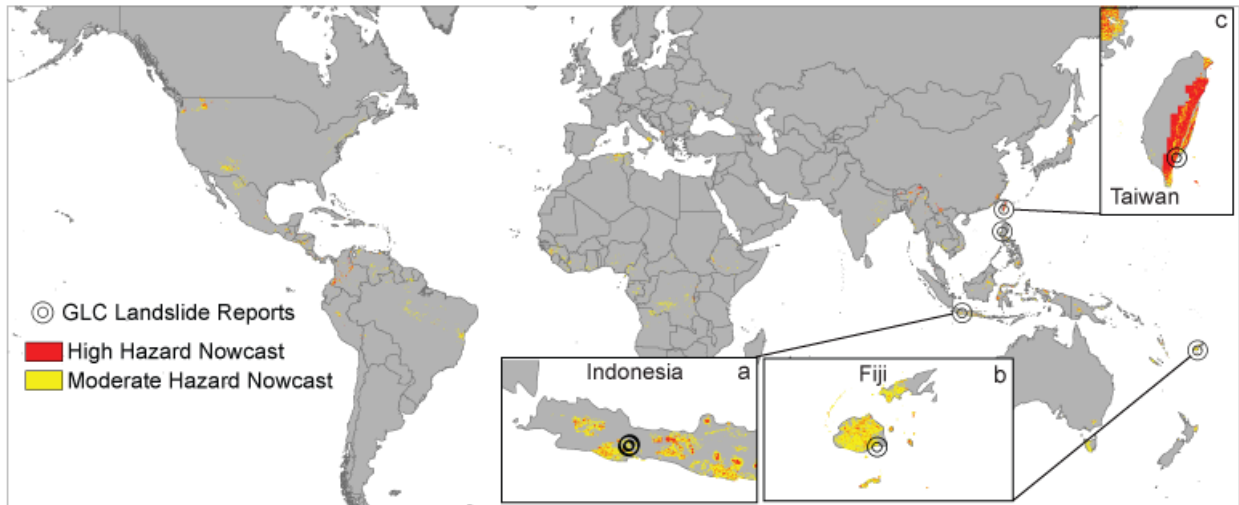 c
Taiwan
GLC Landslide Reports
High Hazard Nowcast
Moderate Hazard Nowcast
Indonesia a
Fiji b